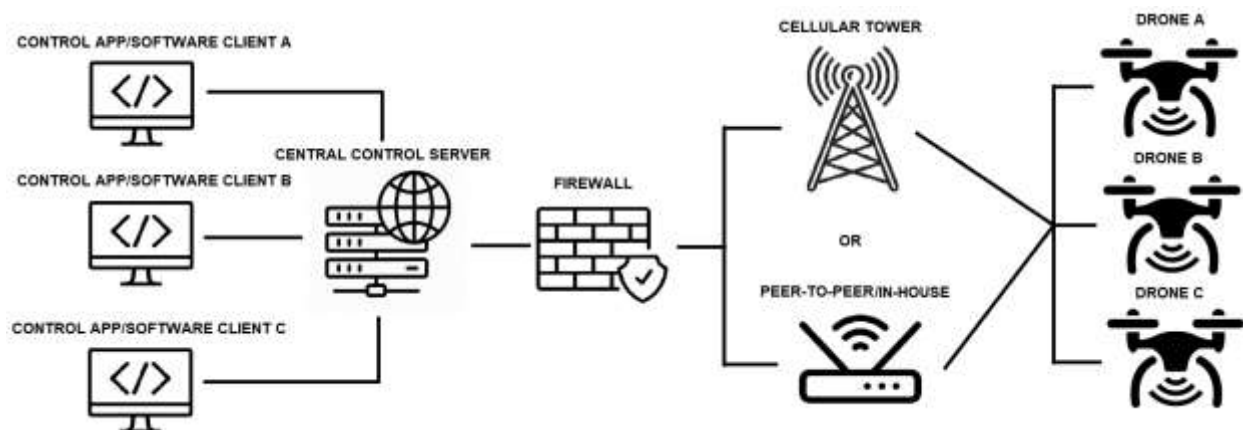 CONTROL APP/SOFTWARE CLIENT A
</>
CONTROL APP/SOFTWARE CLIENT B
</>
CONTROL APP/SOFTWARE CLIENT C
</>
CENTRAL CONTROL SERVER
FIREWALL
CELLULAR TOWER
OR
PEER-TO-PEER/IN-HOUSE
DRONE A
DRONE B
DRONE C